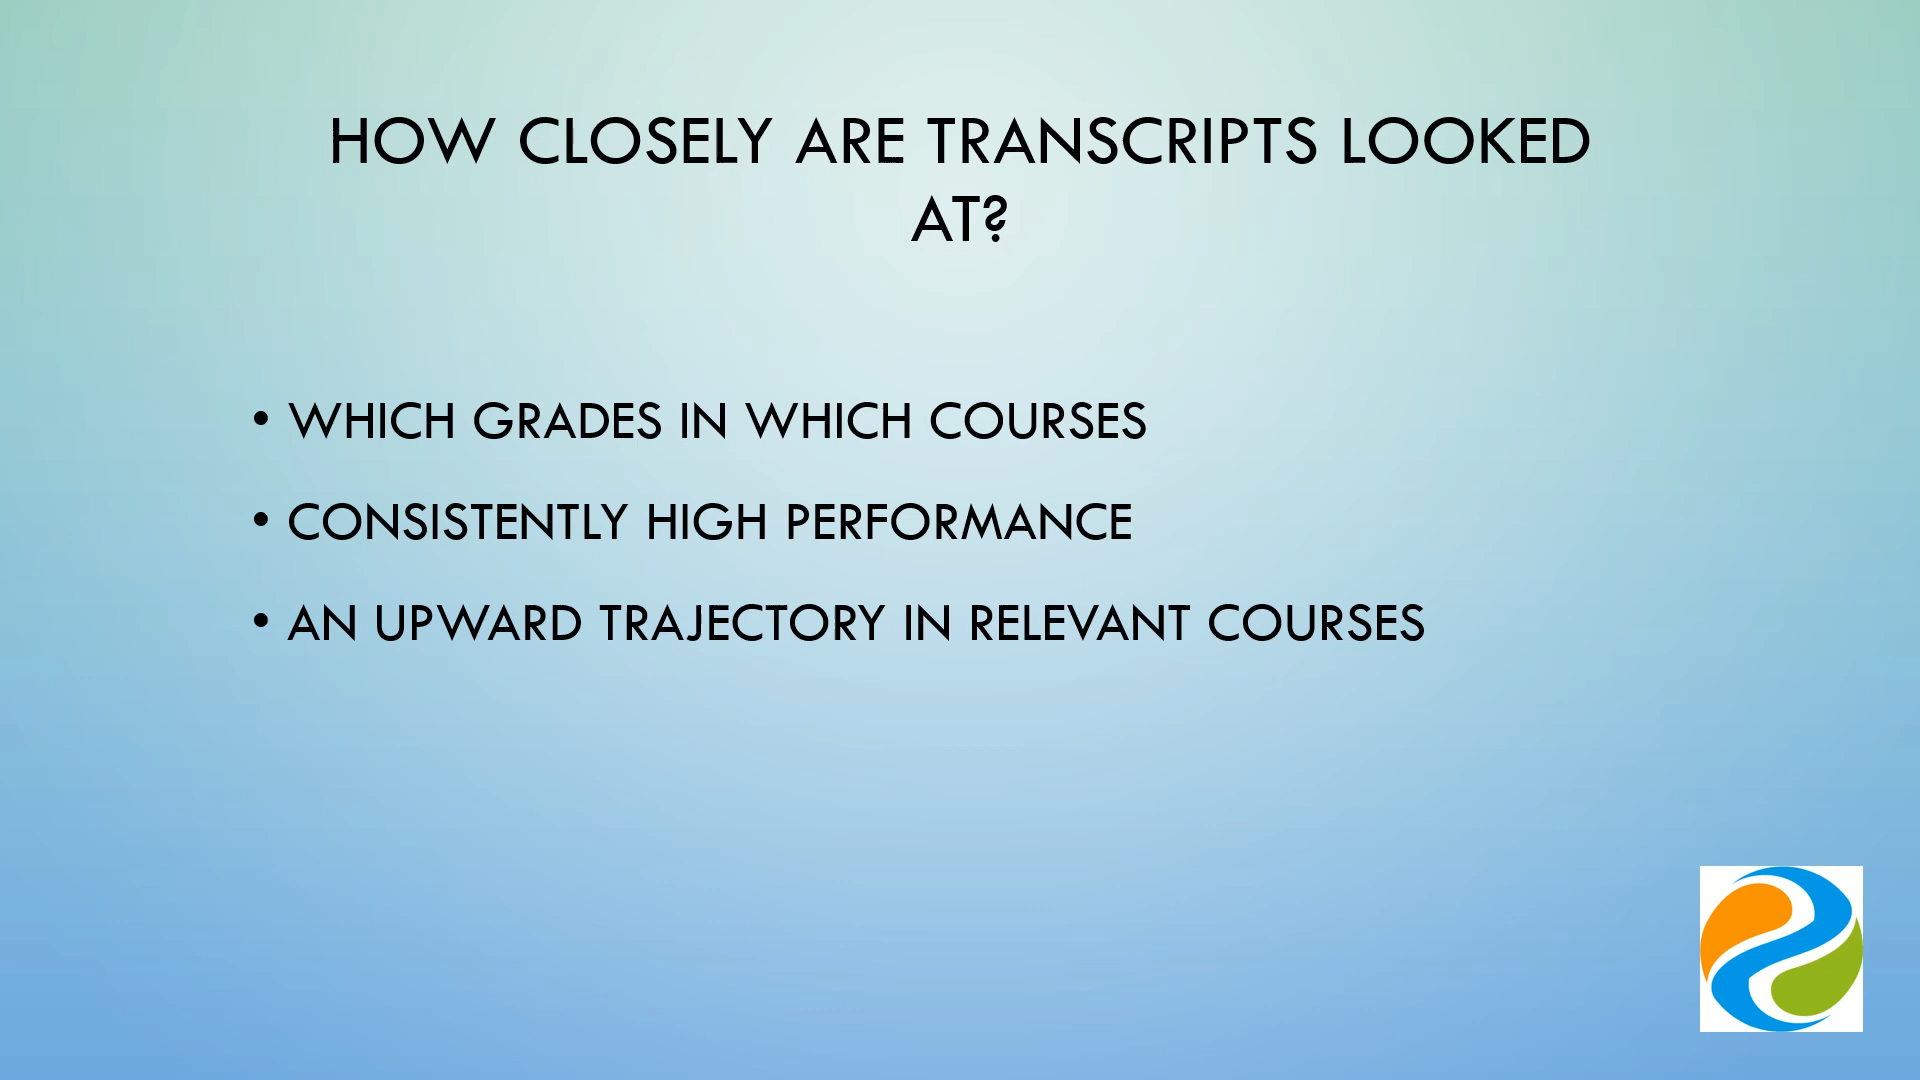 HOW CLOSELY ARE TRANSCRIPTS LOOKED
AT?
• WHICH GRADES IN WHICH COURSES
• CONSISTENTLY HIGH PERFORMANCE
• AN UPWARD TRAJECTORY IN RELEVANT COURSES